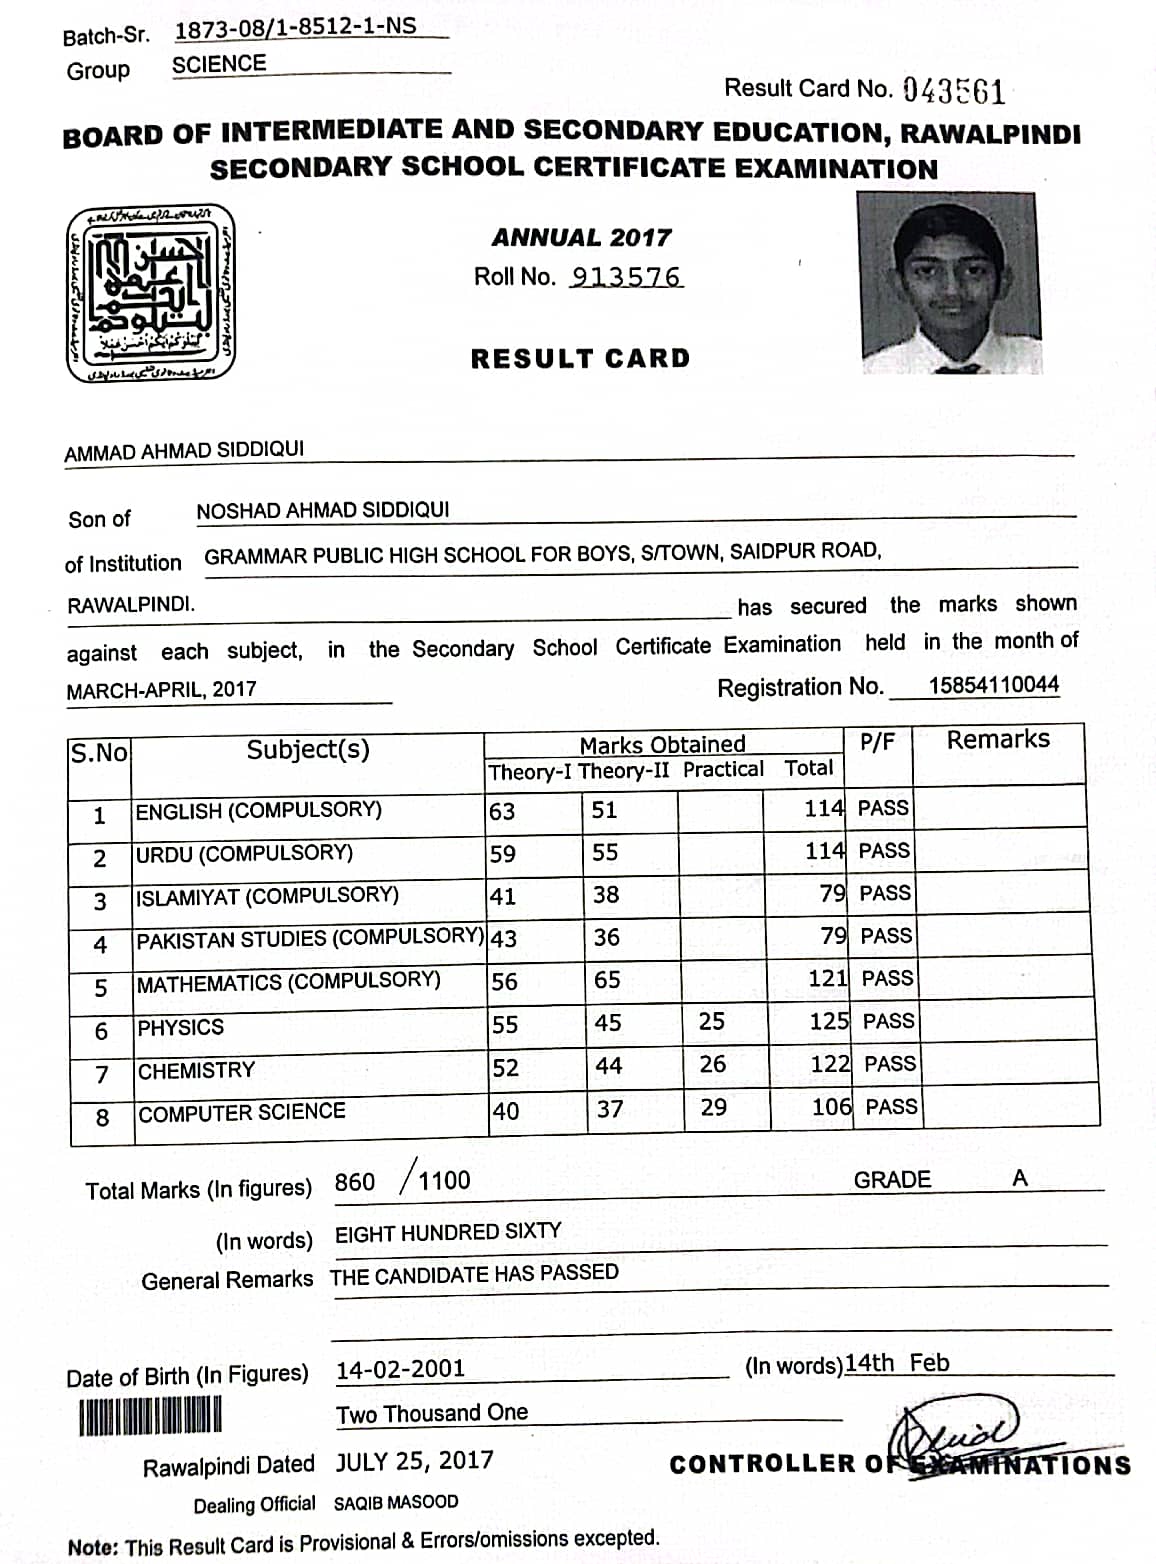 Batch-Sr. 1873-08/1-8512-1-NS
Group SCIENCE
Result Card No. 043561
BOARD OF INTERMEDIATE AND SECONDARY EDUCATION, RAWALPINDI
SECONDARY SCHOOL CERTIFICATE EXAMINATION
ANNUAL 2017
Roll No. 913576
RESULT CARD
AMMAD AHMAD SIDDIQUI
Son of NOSHAD AHMAD SIDDIQUI
of Institution GRAMMAR PUBLIC HIGH SCHOOL FOR BOYS, S/TOWN, SAIDPUR ROAD,
RAWALPINDI. has secured the marks shown
against each subject, in the Secondary School Certificate Examination held in the month of
MARCH-APRIL, 2017 Registration No. 15854110044
S.No Subject(s) Marks Obtained P/F Remarks
Theory-I Theory-II Practical Total
1 ENGLISH (COMPULSORY) 63 51 114 PASS
2 URDU (COMPULSORY) 59 55 114 PASS
3 ISLAMIYAT (COMPULSORY) 41 38 79 PASS
4 PAKISTAN STUDIES (COMPULSORY) 43 36 79 PASS
5 MATHEMATICS (COMPULSORY) 56 65 121 PASS
6 PHYSICS 55 45 25 125 PASS
7 CHEMISTRY 52 44 26 122 PASS
8 COMPUTER SCIENCE 40 37 29 106 PASS
Total Marks (In figures) 860 / 1100 GRADE A
(In words) EIGHT HUNDRED SIXTY
General Remarks THE CANDIDATE HAS PASSED
Date of Birth (In Figures) 14-02-2001 (In words) 14th Feb
Two Thousand One
Rawalpindi Dated JULY 25, 2017 CONTROLLER OF EXAMINATIONS
Dealing Official SAQIB MASOOD
Note: This Result Card is Provisional & Errors/omissions excepted.